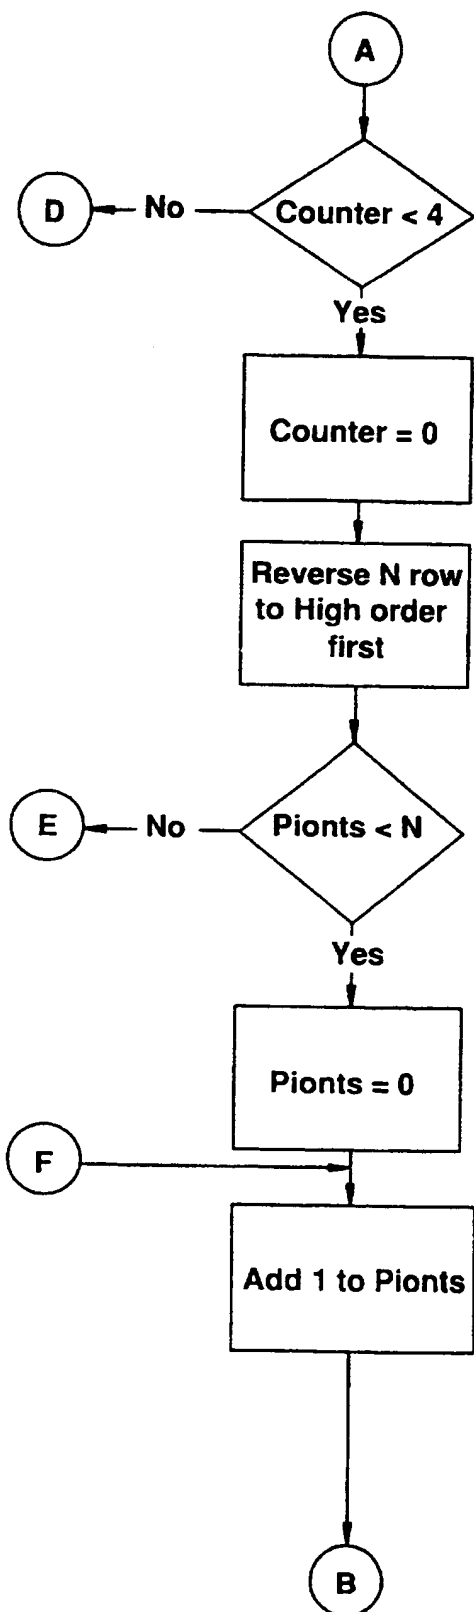 A
D
No
Counter < 4
Yes
Counter = 0
Reverse N row
to High order
first
E
No
Pionts < N
Yes
Pionts = 0
F
Add 1 to Pionts
B